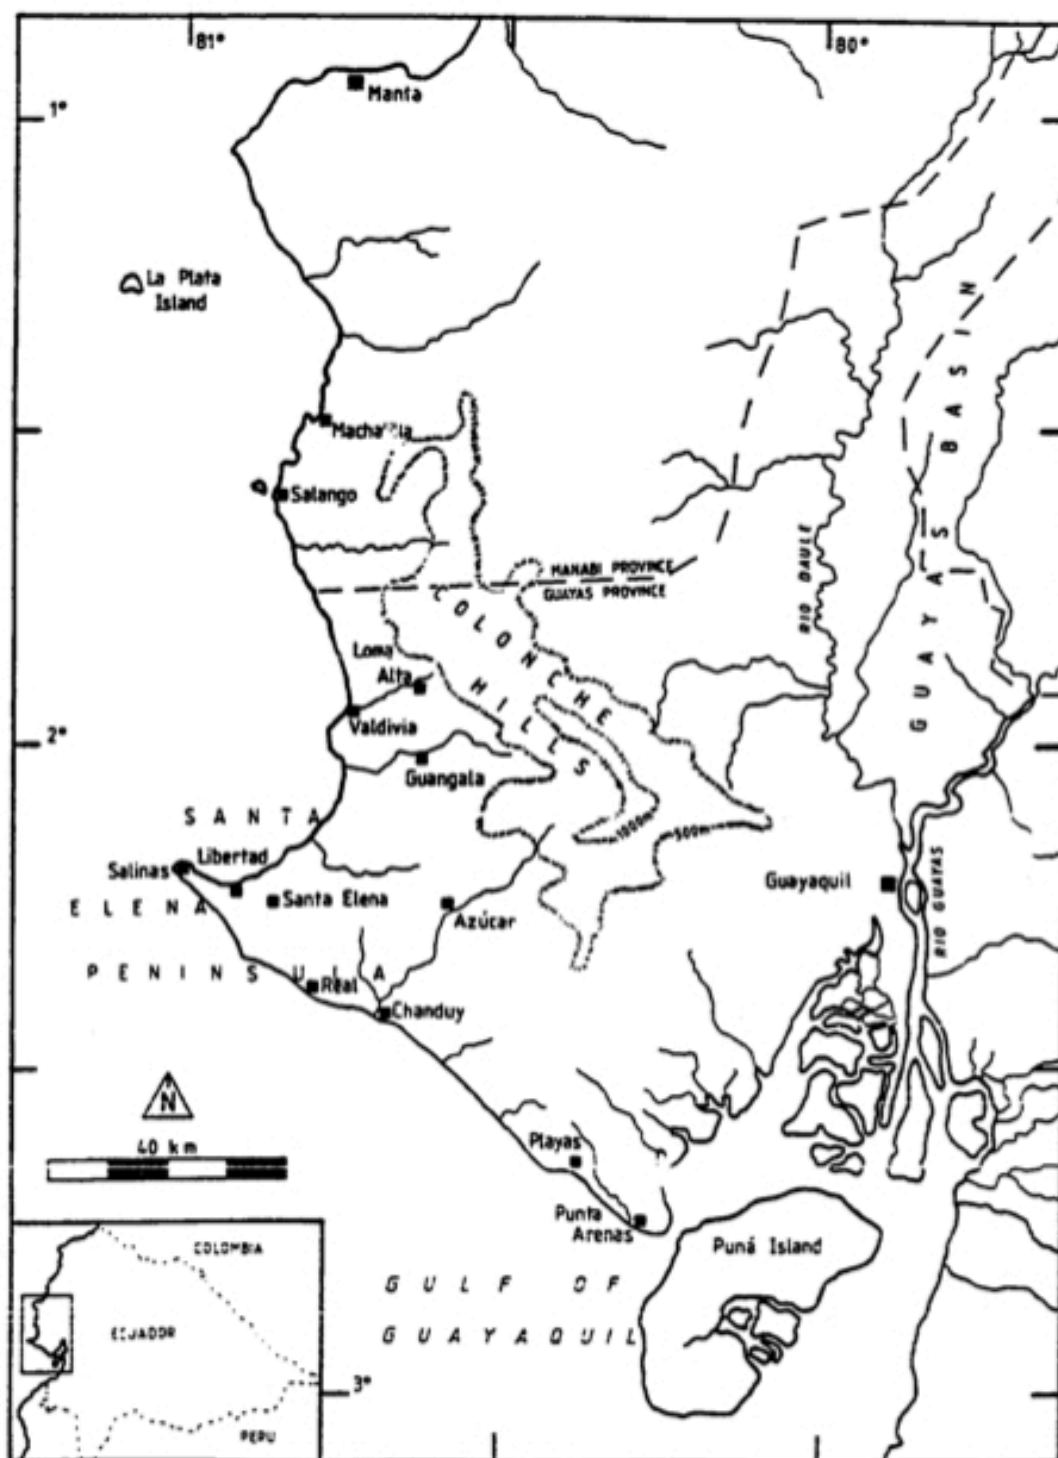 81°
80°
Manta
1°
La Plata
Island
GUAYAS BASIN
Salango
RIO DAULE
MANABI PROVINCE
GUAYAS PROVINCE
COLONCHE
HILLS
Loma
Alta
Valdivia
2°
Guangala
SANTA
1000m
500m
Libertad
Salinas
Guayaquil
Santa Elena
ELENA
Azúcar
RIO GUAYAS
PENINSULA
Real
Chanduy
N
40 km
Playas
Punta
Arenas
Puná Island
COLOMBIA
GULF OF
ECUADOR
GUAYAQUIL
3°
PERU